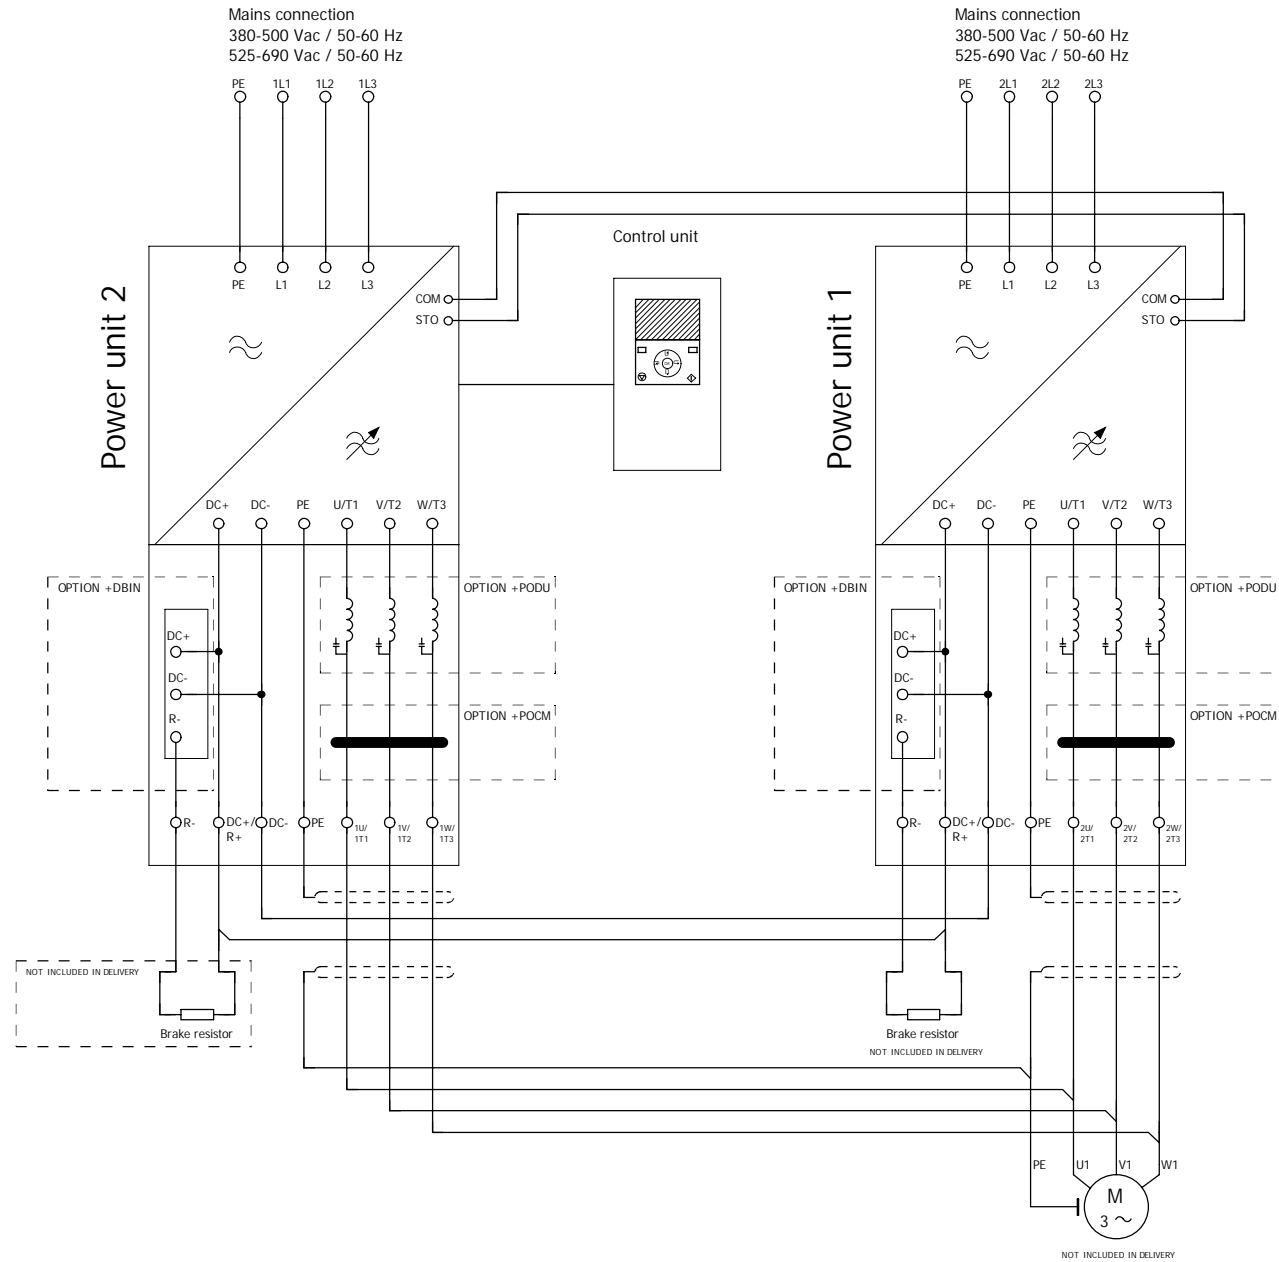 Mains connection
380-500 Vac / 50-60 Hz
525-690 Vac / 50-60 Hz
PE 1L1 1L2 1L3
Mains connection
380-500 Vac / 50-60 Hz
525-690 Vac / 50-60 Hz
PE 2L1 2L2 2L3
Control unit
Power unit 2
PE L1 L2 L3
COM
STO
DC+ DC- PE U/T1 V/T2 W/T3
OPTION +DBIN
OPTION +PODU
DC+
DC-
R-
OPTION +POCM
R- DC+/ DC- PE 1U/ 1V/ 1W/
R+ 1T1 1T2 1T3
NOT INCLUDED IN DELIVERY
Brake resistor
Power unit 1
PE L1 L2 L3
COM
STO
DC+ DC- PE U/T1 V/T2 W/T3
OPTION +DBIN
OPTION +PODU
DC+
DC-
R-
OPTION +POCM
R- DC+/ DC- PE 2U/ 2V/ 2W/
R+ 2T1 2T2 2T3
Brake resistor
NOT INCLUDED IN DELIVERY
PE U1 V1 W1
M
3 ~
NOT INCLUDED IN DELIVERY